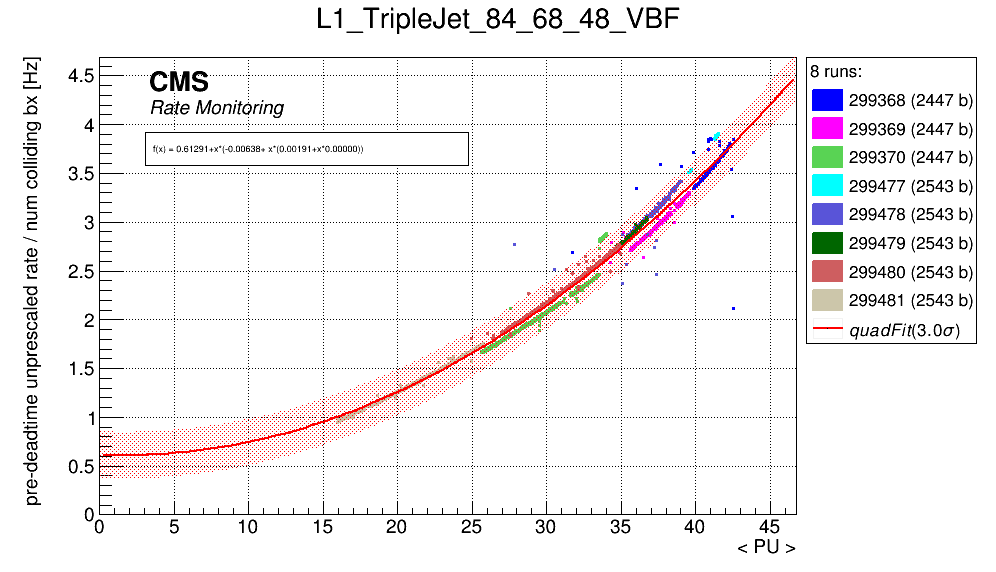 L1_TripleJet_84_68_48_VBF
pre-deadtime unprescaled rate / num colliding bx [Hz]
CMS
Rate Monitoring
f(x) = 0.61291+x*(-0.00638+ x*(0.00191+x*0.00000))
4.5
4
3.5
3
2.5
2
1.5
1
0.5
0
0 5 10 15 20 25 30 35 40 45
< PU >
8 runs:
299368 (2447 b)
299369 (2447 b)
299370 (2447 b)
299477 (2543 b)
299478 (2543 b)
299479 (2543 b)
299480 (2543 b)
299481 (2543 b)
quadFit(3.0σ)